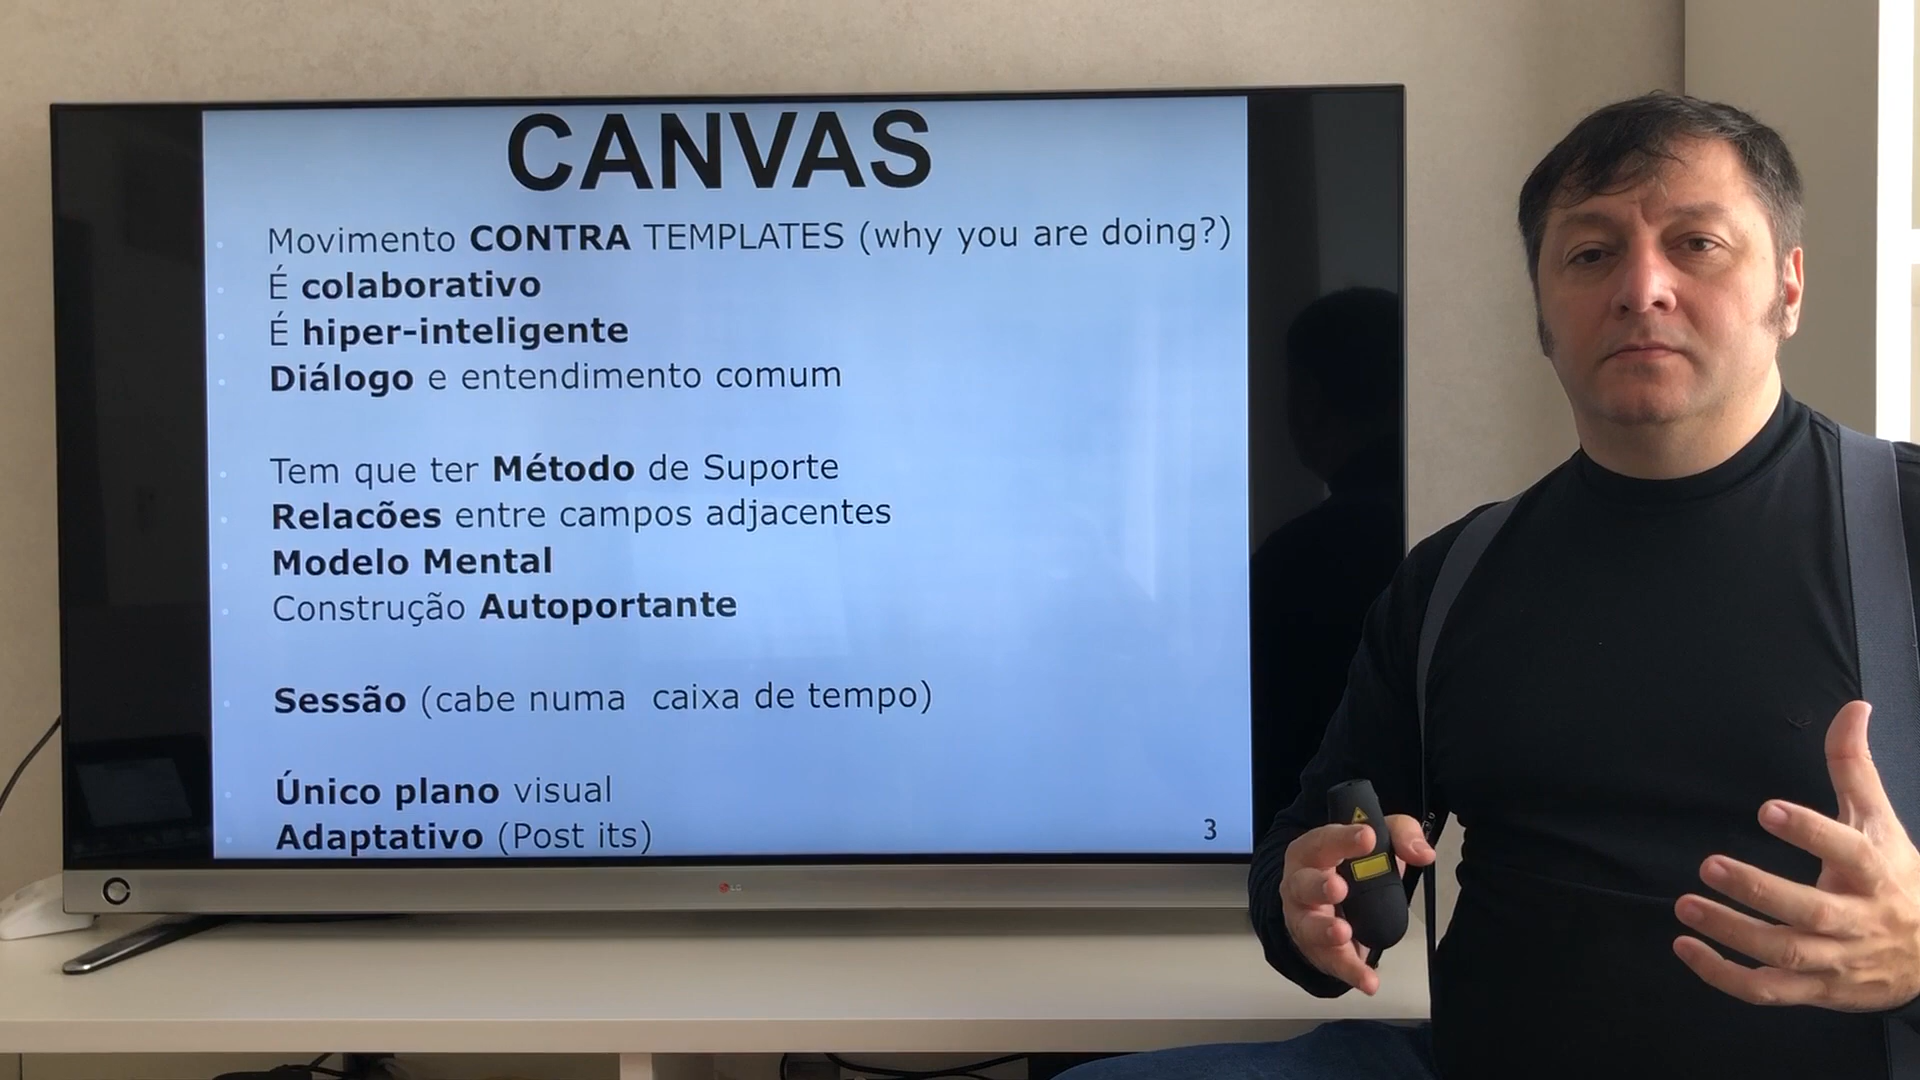 CANVAS
Movimento CONTRA TEMPLATES (why you are doing?)
É colaborativo
É hiper-inteligente
Diálogo e entendimento comum
Tem que ter Método de Suporte
Relacões entre campos adjacentes
Modelo Mental
Construção Autoportante
Sessão (cabe numa caixa de tempo)
Único plano visual
Adaptativo (Post its)
3
LG